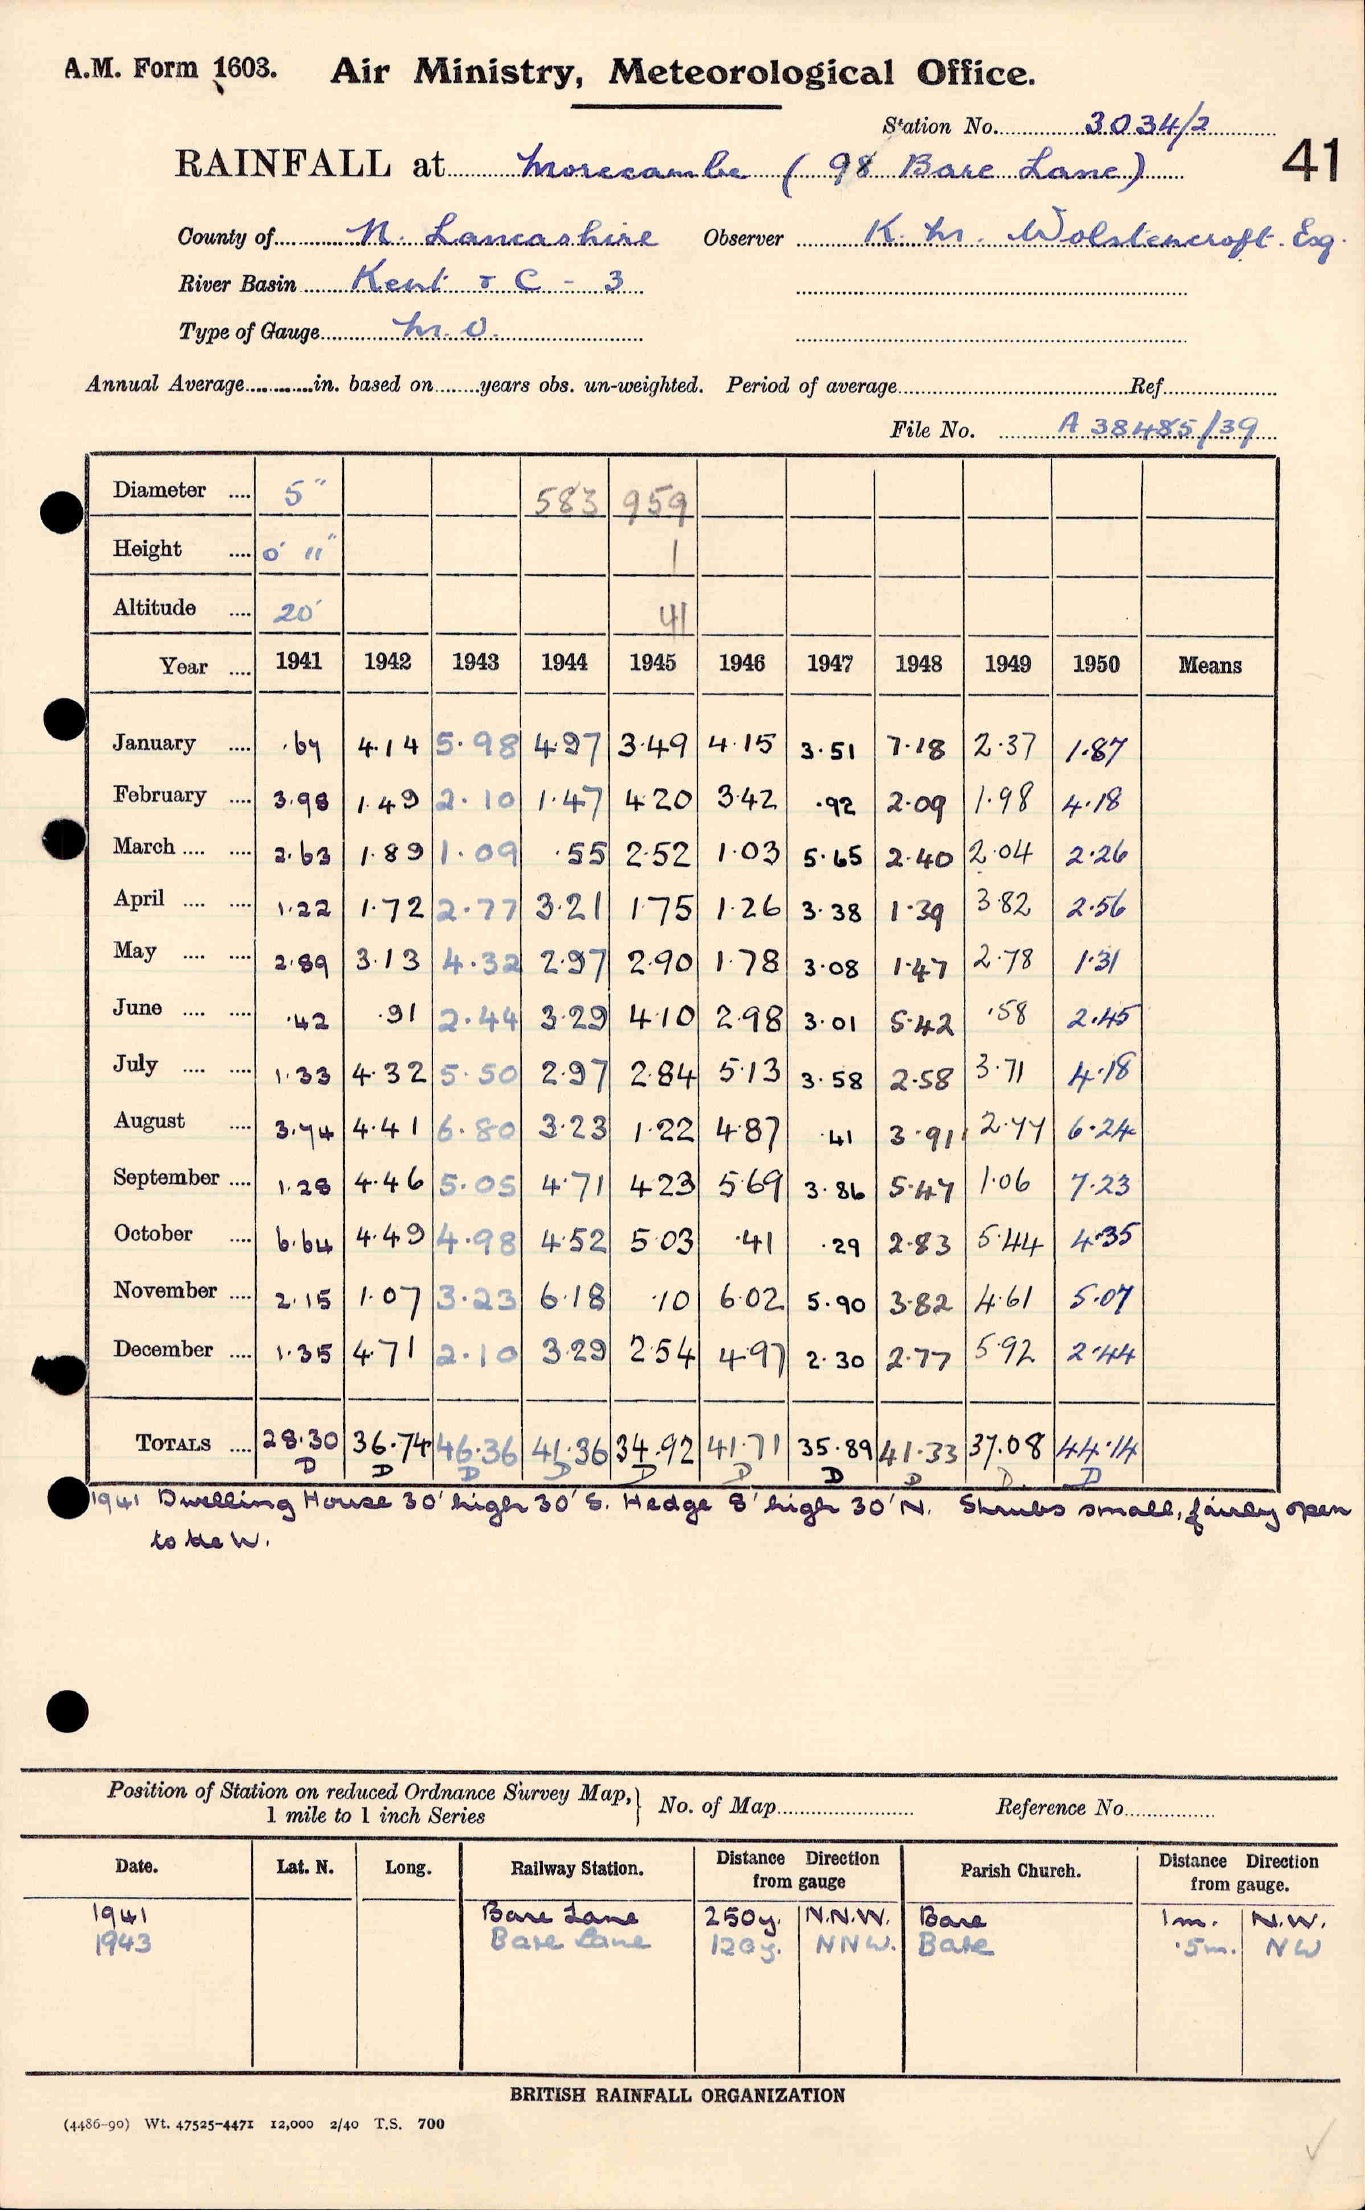 A.M. Form 1603. Air Ministry, Meteorological Office.
Station No. 3034/2
RAINFALL at Morecambe (98 Bare Lane) 41
County of N. Lancashire Observer K. M. Wolstencroft. Esq.
River Basin Kent & C - 3
Type of Gauge M.O.
Annual Average in. based on years obs. un-weighted. Period of average Ref
File No. A 38485/39
Diameter .... 5" 583 959
Height .... 0' 11" 1
Altitude .... 20' 41
Year .... 1941 1942 1943 1944 1945 1946 1947 1948 1949 1950 Means
January .... .67 4.14 5.98 4.97 3.49 4.15 3.51 7.18 2.37 1.87
February .... 3.98 1.49 2.10 1.47 4.20 3.42 .92 2.09 1.98 4.18
March .... .... 2.63 1.89 1.09 .55 2.52 1.03 5.65 2.40 2.04 2.26
April .... .... 1.22 1.72 2.77 3.21 1.75 1.26 3.38 1.39 3.82 2.56
May .... .... 2.89 3.13 4.32 2.97 2.90 1.78 3.08 1.47 2.78 1.31
June .... .... .42 .91 2.44 3.29 4.10 2.98 3.01 5.42 .58 2.45
July .... .... 1.33 4.32 5.50 2.97 2.84 5.13 3.58 2.58 3.71 4.18
August .... 3.74 4.41 6.80 3.23 1.22 4.87 .41 3.91 2.77 6.24
September .... 1.28 4.46 5.05 4.71 4.23 5.69 3.86 5.47 1.06 7.23
October .... 6.64 4.49 4.98 4.52 5.03 .41 .29 2.83 5.44 4.35
November .... 2.15 1.07 3.23 6.18 .10 6.02 5.90 3.82 4.61 5.07
December .... 1.35 4.71 2.10 3.29 2.54 4.97 2.30 2.77 5.92 2.44
TOTALS .... 28.30 36.74 46.36 41.36 34.92 41.71 35.89 41.33 37.08 44.14
D D D D D D D D D D
1941 Dwelling House 30' high 30' S. Hedge 8' high 30' N. Shrubs small, fairly open
to the W.
Position of Station on reduced Ordnance Survey Map, } No. of Map Reference No
1 mile to 1 inch Series
Date. Lat. N. Long. Railway Station. Distance Direction from gauge Parish Church. Distance Direction from gauge.
1941 Bare Lane 250y. N.N.W. Bare 1m. N.W.
1943 Bare Lane 120y. NNW. Bare .5m. NW
BRITISH RAINFALL ORGANIZATION
(4486-90) Wt. 47525-4471 12,000 2/40 T.S. 700